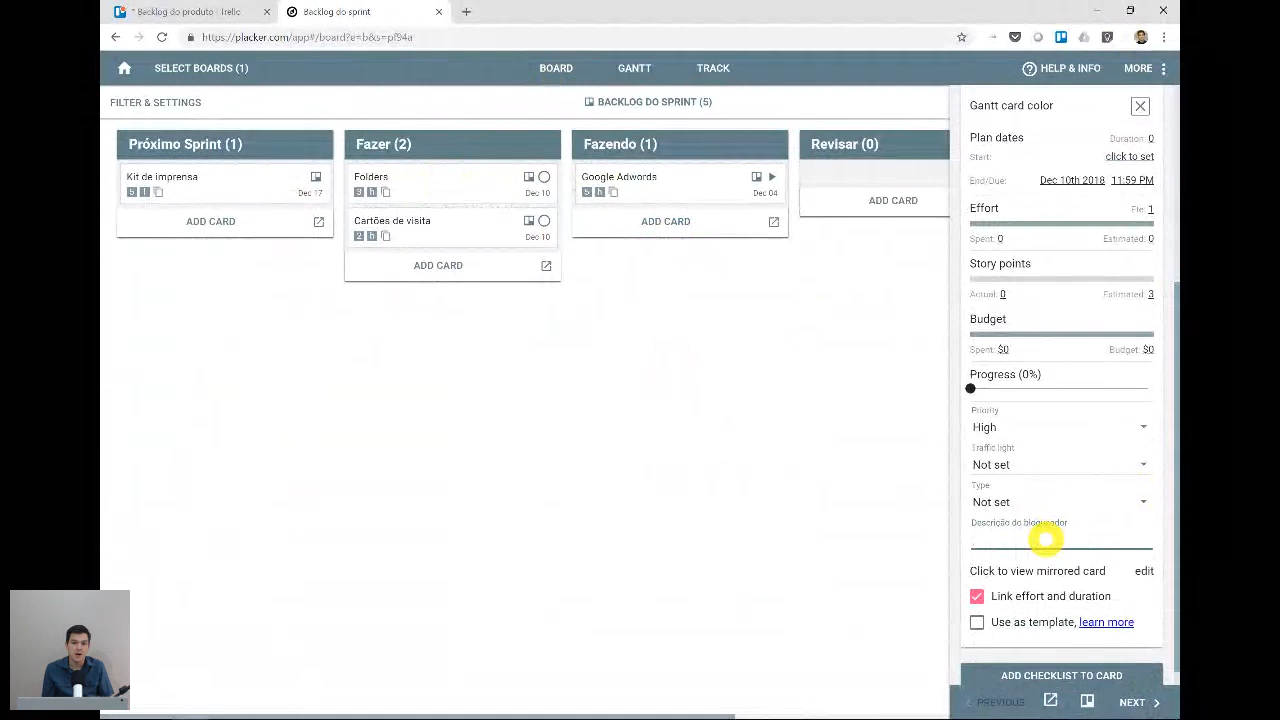 * Backlog do produto | Trello
Backlog do sprint
https://placker.com/app#/board?e=b&s=pf94a
SELECT BOARDS (1)
BOARD
GANTT
TRACK
HELP & INFO
MORE
FILTER & SETTINGS
BACKLOG DO SPRINT (5)
Próximo Sprint (1)
Kit de imprensa
5 l
Dec 17
ADD CARD
Fazer (2)
Folders
3 h
Dec 10
Cartões de visita
2 h
Dec 10
ADD CARD
Fazendo (1)
Google Adwords
5 h
Dec 04
ADD CARD
Revisar (0)
ADD CARD
Gantt card color
Plan dates Duration: 0
Start: click to set
End/Due: Dec 10th 2018 11:59 PM
Effort Fte: 1
Spent: 0 Estimated: 0
Story points
Actual: 0 Estimated: 3
Budget
Spent: $0 Budget: $0
Progress (0%)
Priority
High
Traffic light
Not set
Type
Not set
Descrição do bloqueador
Click to view mirrored card edit
Link effort and duration
Use as template, learn more
ADD CHECKLIST TO CARD
PREVIOUS
NEXT